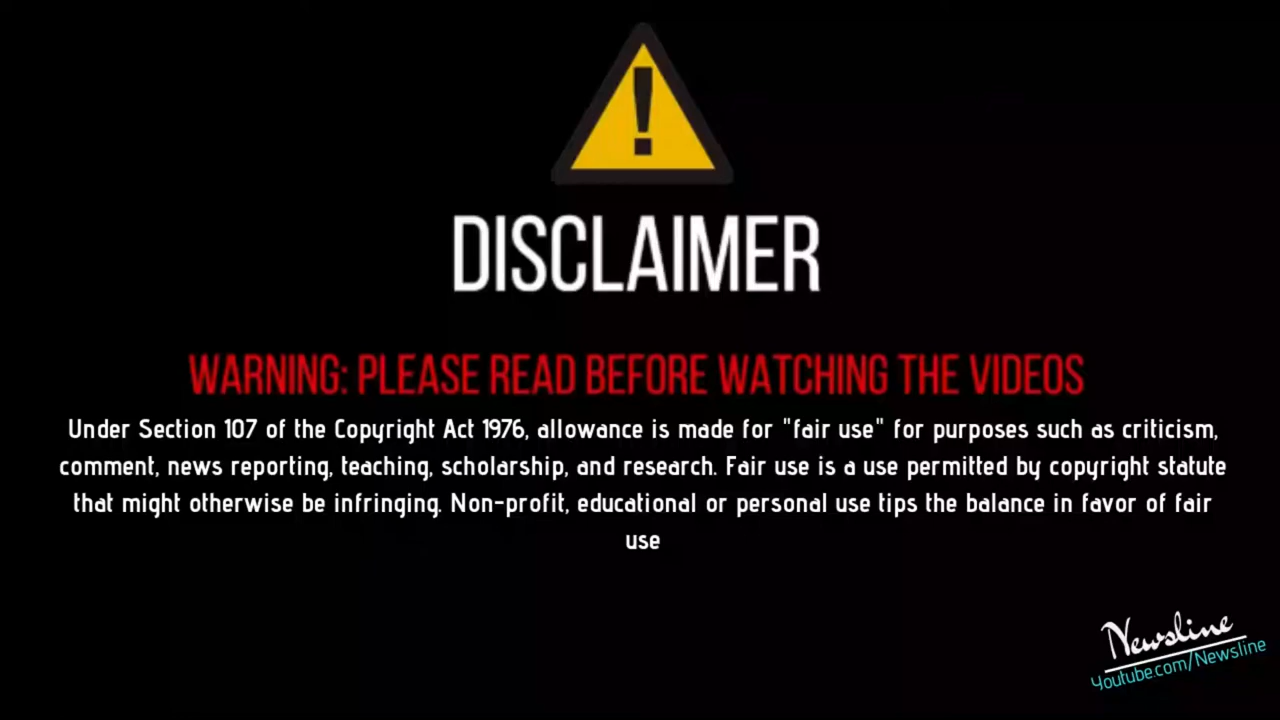 DISCLAIMER
WARNING: PLEASE READ BEFORE WATCHING THE VIDEOS
Under Section 107 of the Copyright Act 1976, allowance is made for "fair use" for purposes such as criticism,
comment, news reporting, teaching, scholarship, and research. Fair use is a use permitted by copyright statute
that might otherwise be infringing. Non-profit, educational or personal use tips the balance in favor of fair
use
Newsline
Youtube.com/Newsline